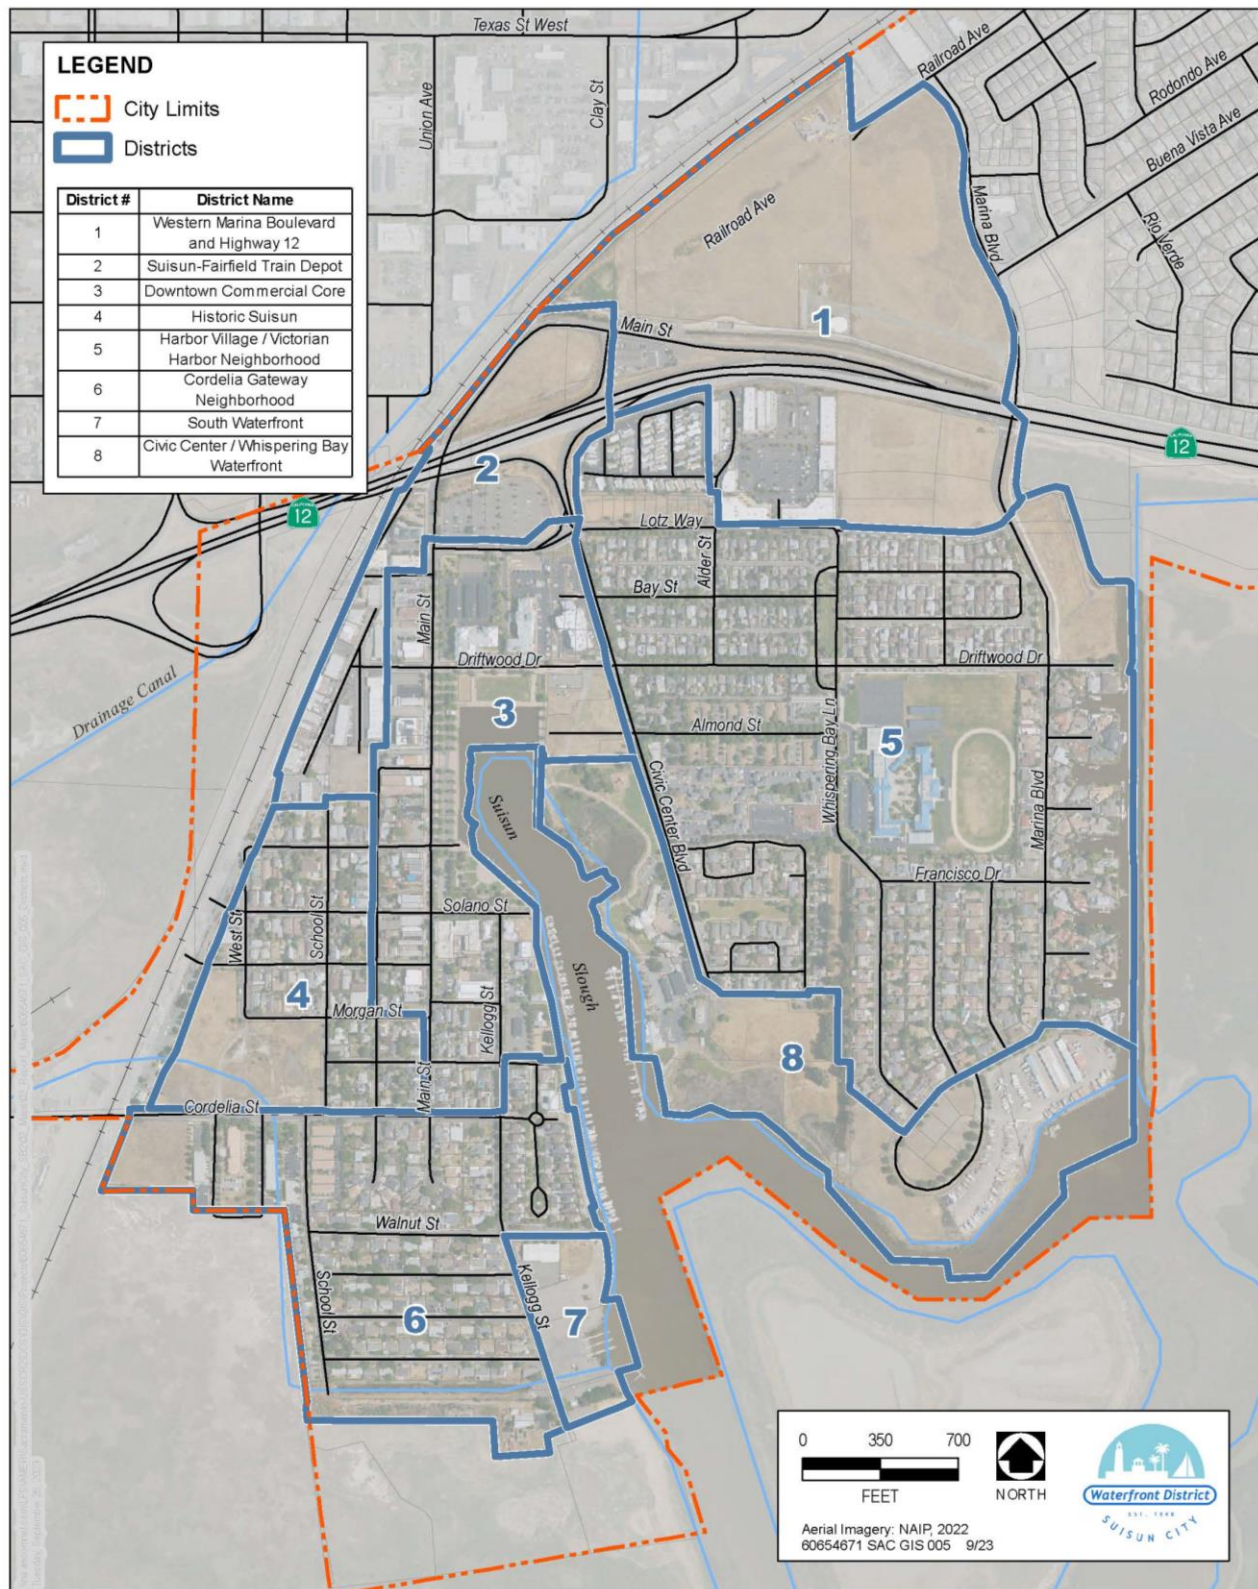 Texas St West
LEGEND
City Limits
Districts
District # District Name
1 Western Marina Boulevard
and Highway 12
2 Suisun-Fairfield Train Depot
3 Downtown Commercial Core
4 Historic Suisun
5 Harbor Village / Victorian
Harbor Neighborhood
6 Cordelia Gateway
Neighborhood
7 South Waterfront
8 Civic Center / Whispering Bay
Waterfront
Union Ave
Clay St
Railroad Ave
Rodondo Ave
Buena Vista Ave
Marina Blvd
Rio Verde
Railroad Ave
1
Main St
12
2
12
Lotz Way
Alder St
Bay St
Main St
Driftwood Dr
Driftwood Dr
Drainage Canal
3
Almond St
Whispering Bay Ln
5
Civic Center Blvd
Marina Blvd
Suisun
Francisco Dr
Solano St
West St
School St
Slough
4
Morgan St
Kellogg St
Main St
8
Cordelia St
Walnut St
School St
Kellogg St
6
7
0 350 700
FEET
NORTH
Aerial Imagery: NAIP, 2022
60654671 SAC GIS 005 9/23
Waterfront District
SUISUN CITY